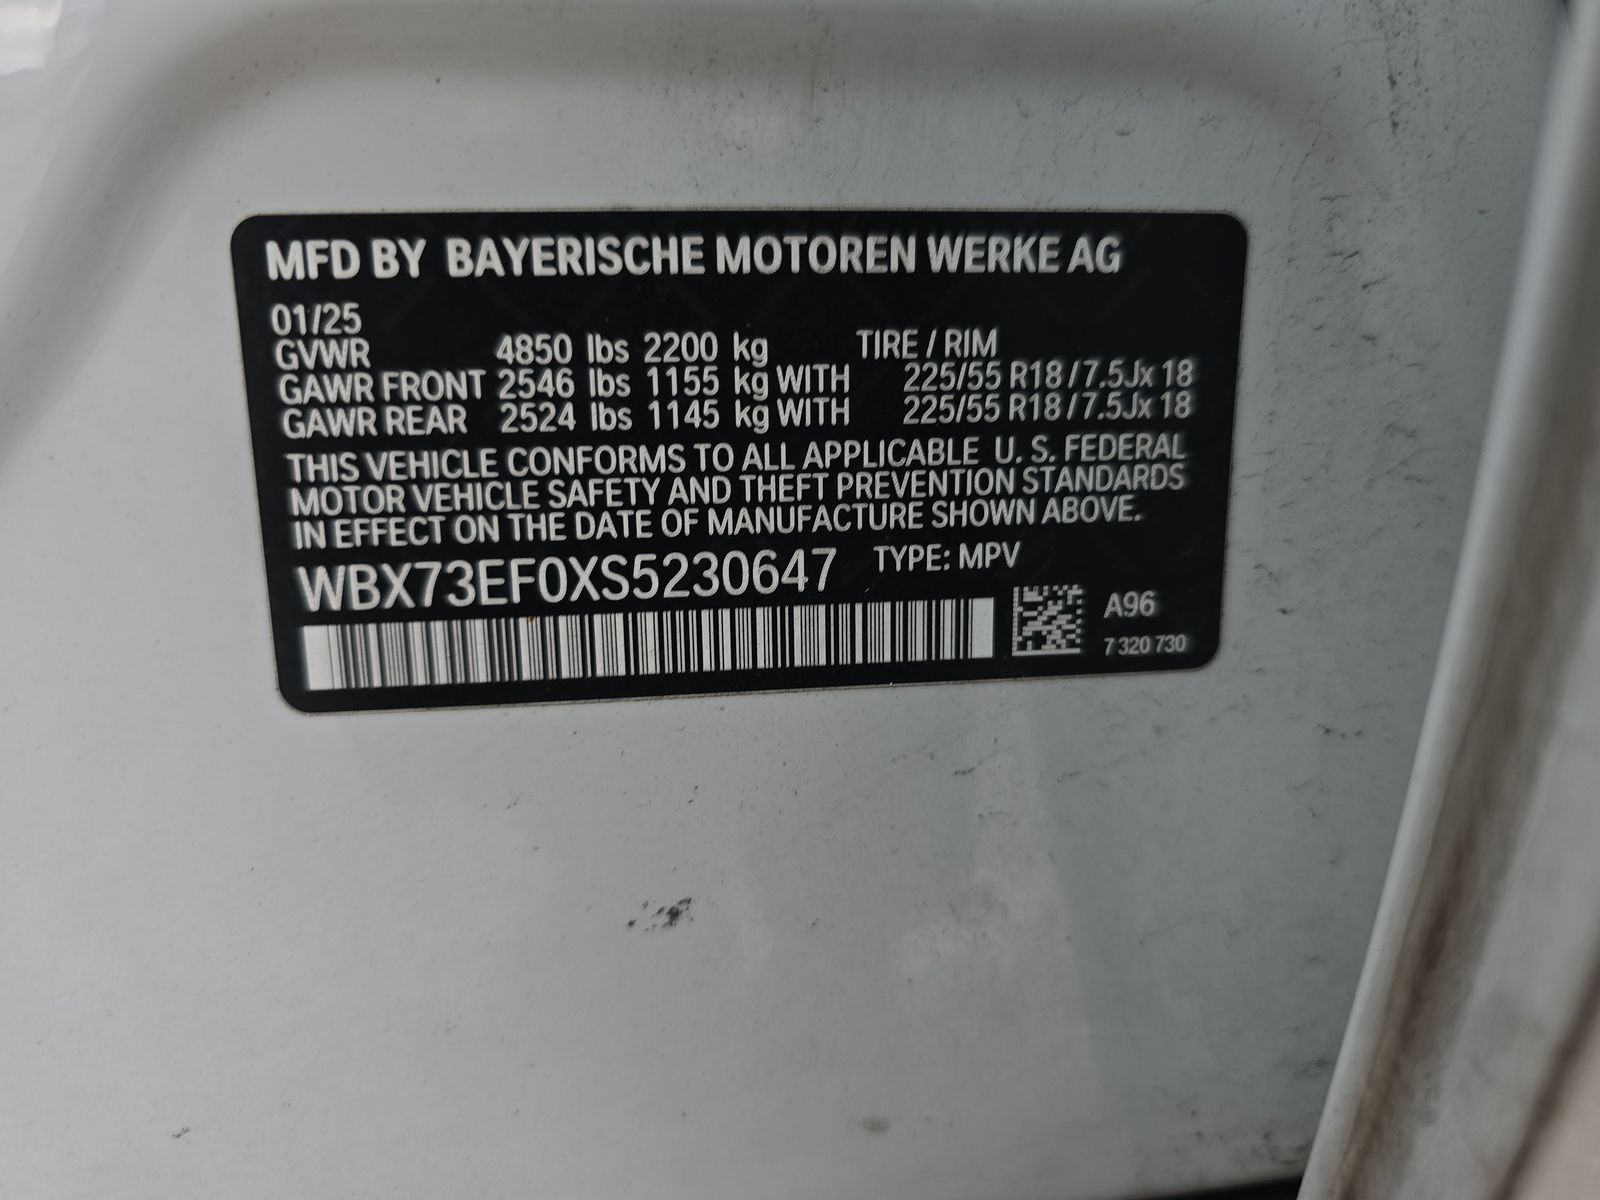 MFD BY BAYERISCHE MOTOREN WERKE AG
01/25
GVWR 4850 lbs 2200 kg TIRE / RIM
GAWR FRONT 2546 lbs 1155 kg WITH 225/55 R18 / 7.5Jx 18
GAWR REAR 2524 lbs 1145 kg WITH 225/55 R18 / 7.5Jx 18
THIS VEHICLE CONFORMS TO ALL APPLICABLE U. S. FEDERAL
MOTOR VEHICLE SAFETY AND THEFT PREVENTION STANDARDS
IN EFFECT ON THE DATE OF MANUFACTURE SHOWN ABOVE.
WBX73EF0XS5230647 TYPE: MPV
A96
7 320 730